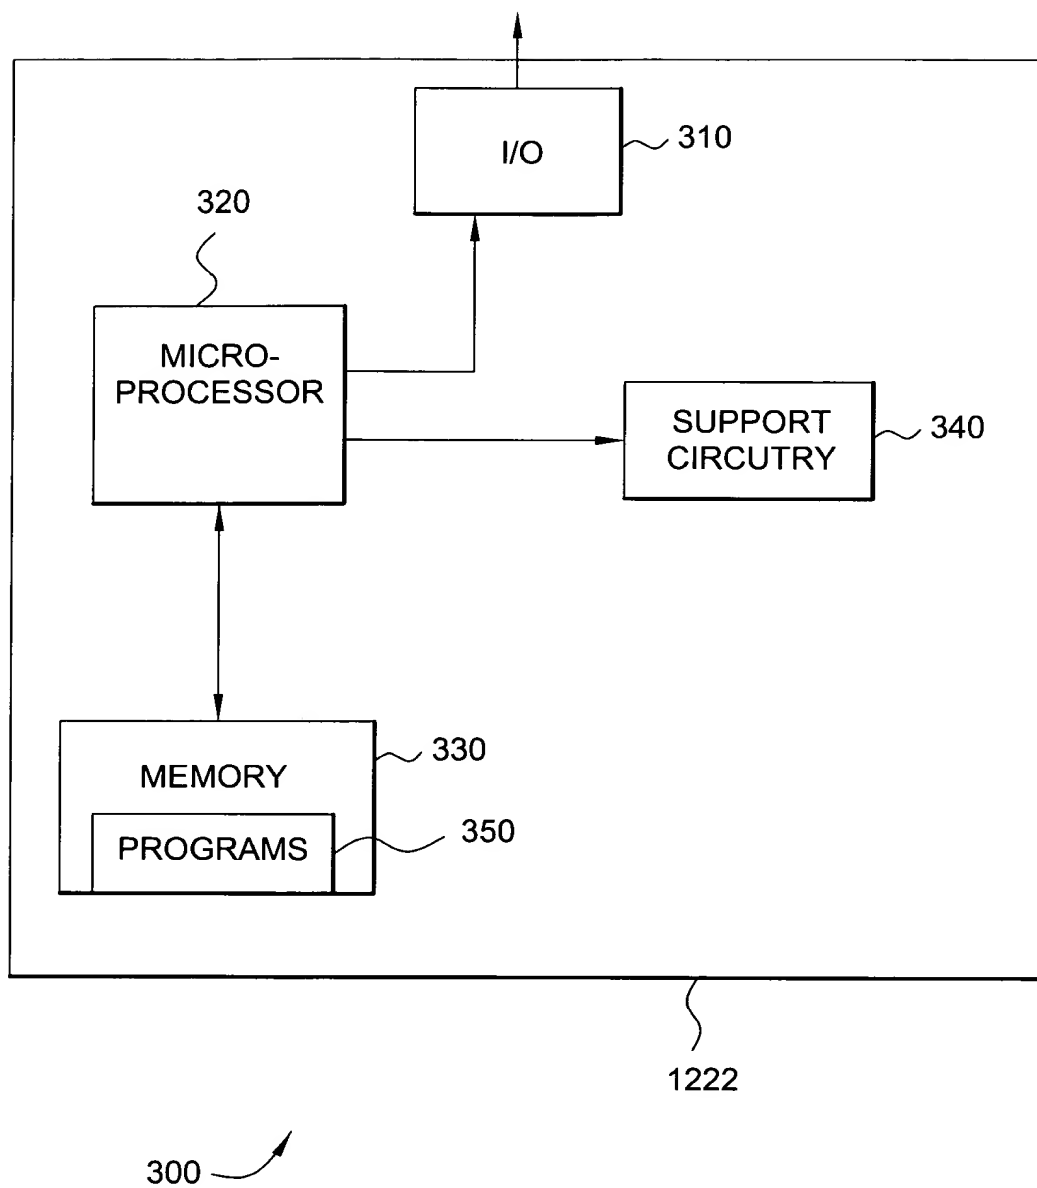 I/O
310
320
MICRO-
PROCESSOR
SUPPORT
CIRCUTRY
340
330
MEMORY
350
PROGRAMS
1222
300